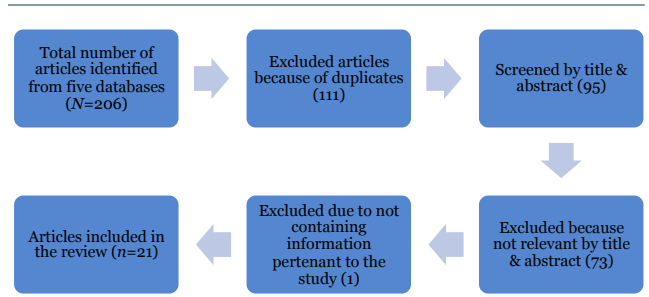 Total number of
articles identified
from five databases
(N=206)
Excluded articles
because of duplicates
(111)
Screened by title &
abstract (95)
Excluded because
not relevant by title
& abstract (73)
Excluded due to not
containing
information
pertenant to the
study (1)
Articles included in
the review (n=21)